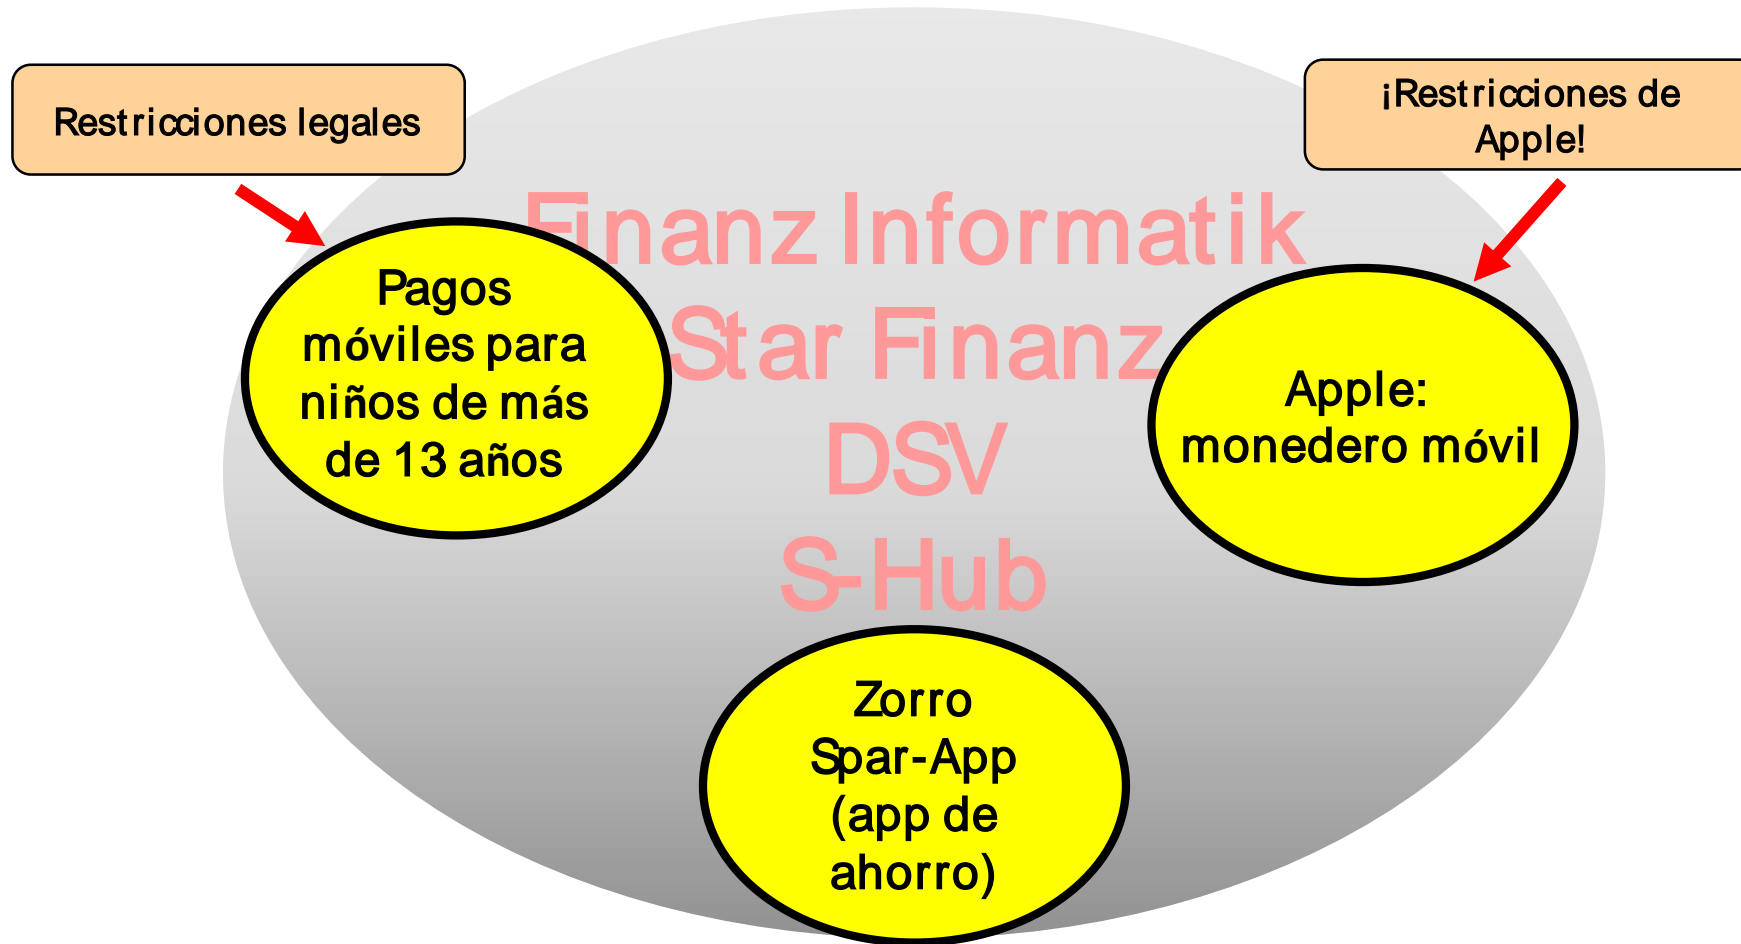 Restricciones legales
¡Restricciones de
Apple!
Finanz Informatik
Star Finanz
DSV
S-Hub
Pagos
móviles para
niños de más
de 13 años
Apple:
monedero móvil
Zorro
Spar-App
(app de
ahorro)